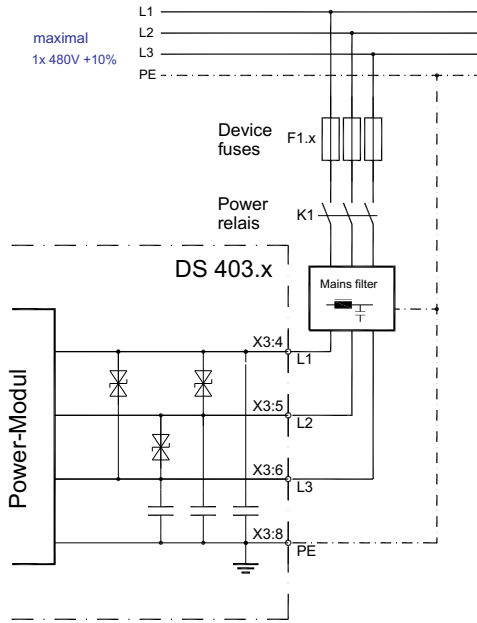 L1
L2
maximal
L3
1x 480V +10%
PE
Device
fuses
F1.x
Power
relais
K1
DS 403.x
Mains filter
X3:4
L1
X3:5
L2
Power-Modul
X3:6
L3
X3:8
PE